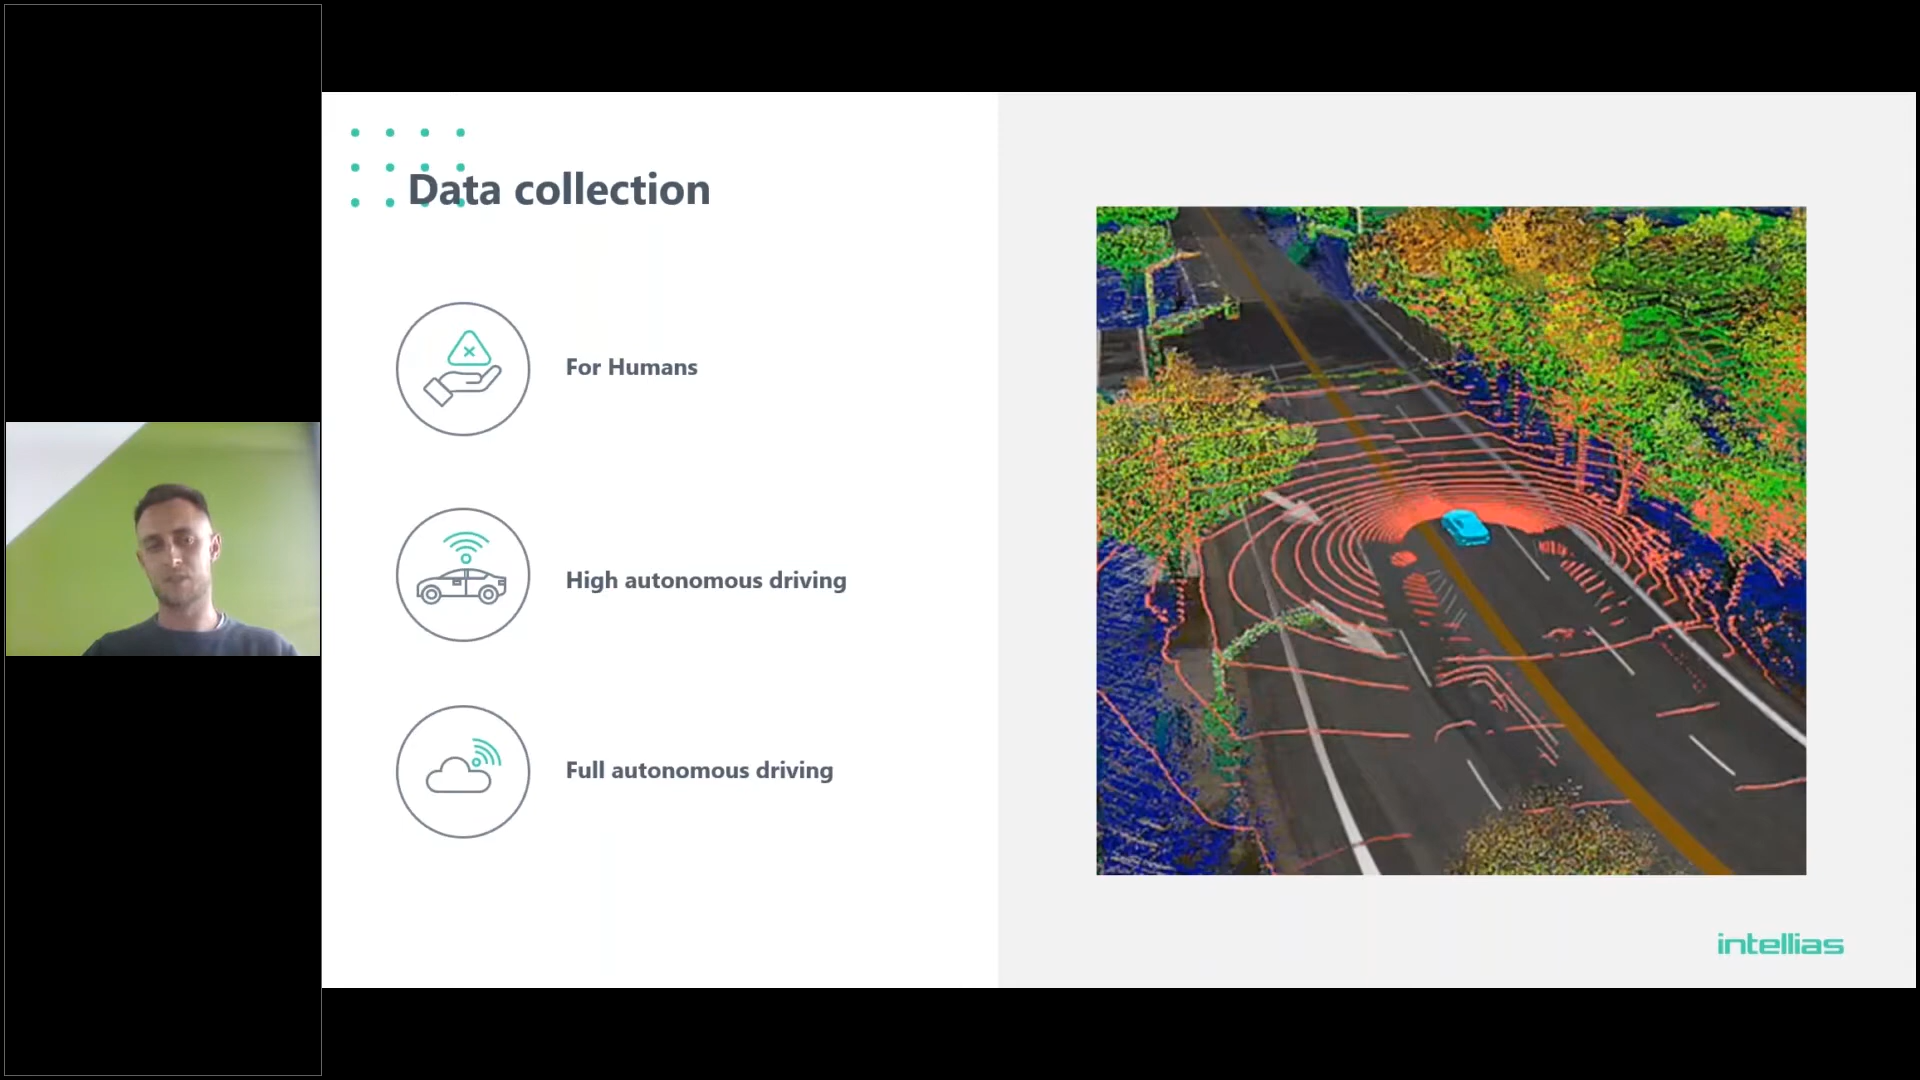 Data collection
For Humans
High autonomous driving
Full autonomous driving
intellias